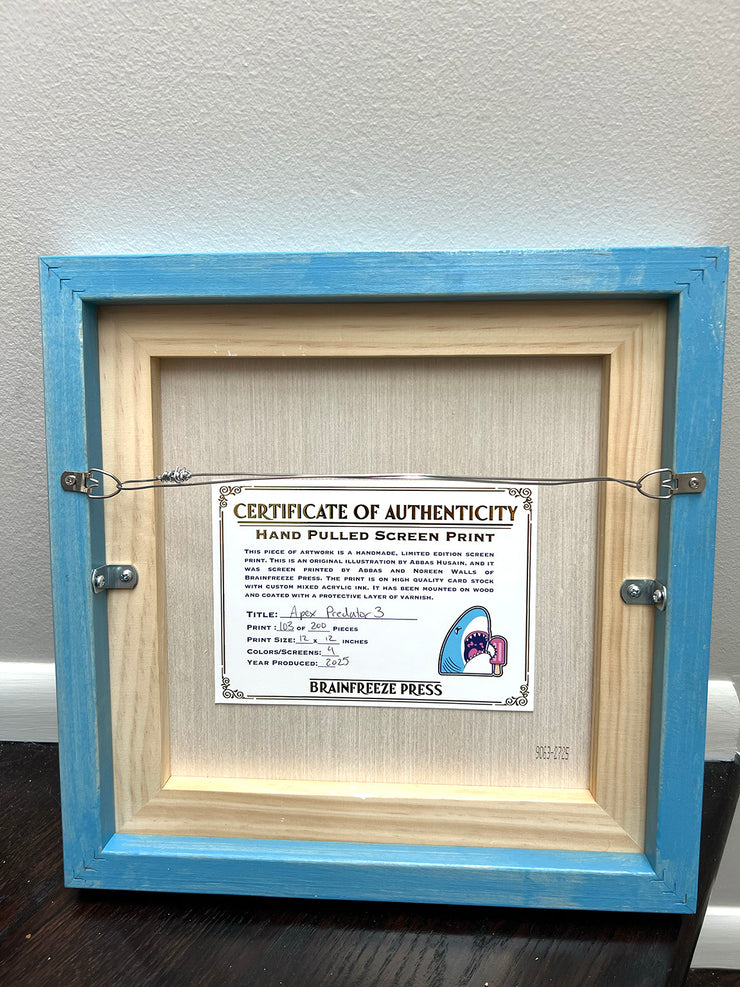 CERTIFICATE OF AUTHENTICITY
HAND PULLED SCREEN PRINT
THIS PIECE OF ARTWORK IS A HANDMADE, LIMITED EDITION SCREEN
PRINT. THIS IS AN ORIGINAL ILLUSTRATION BY ABBAS HUSAIN, AND IT
WAS SCREEN PRINTED BY ABBAS AND NOREEN WALLS OF
BRAINFREEZE PRESS. THE PRINT IS ON HIGH QUALITY CARD STOCK
WITH CUSTOM MIXED ACRYLIC INK. IT HAS BEEN MOUNTED ON WOOD
AND COATED WITH A PROTECTIVE LAYER OF VARNISH.
TITLE: Apex Predator 3
PRINT: 103 OF 200 PIECES
PRINT SIZE: 12 x 12 INCHES
COLORS/SCREENS: 4
YEAR PRODUCED: 2025
BRAINFREEZE PRESS
9063-2725